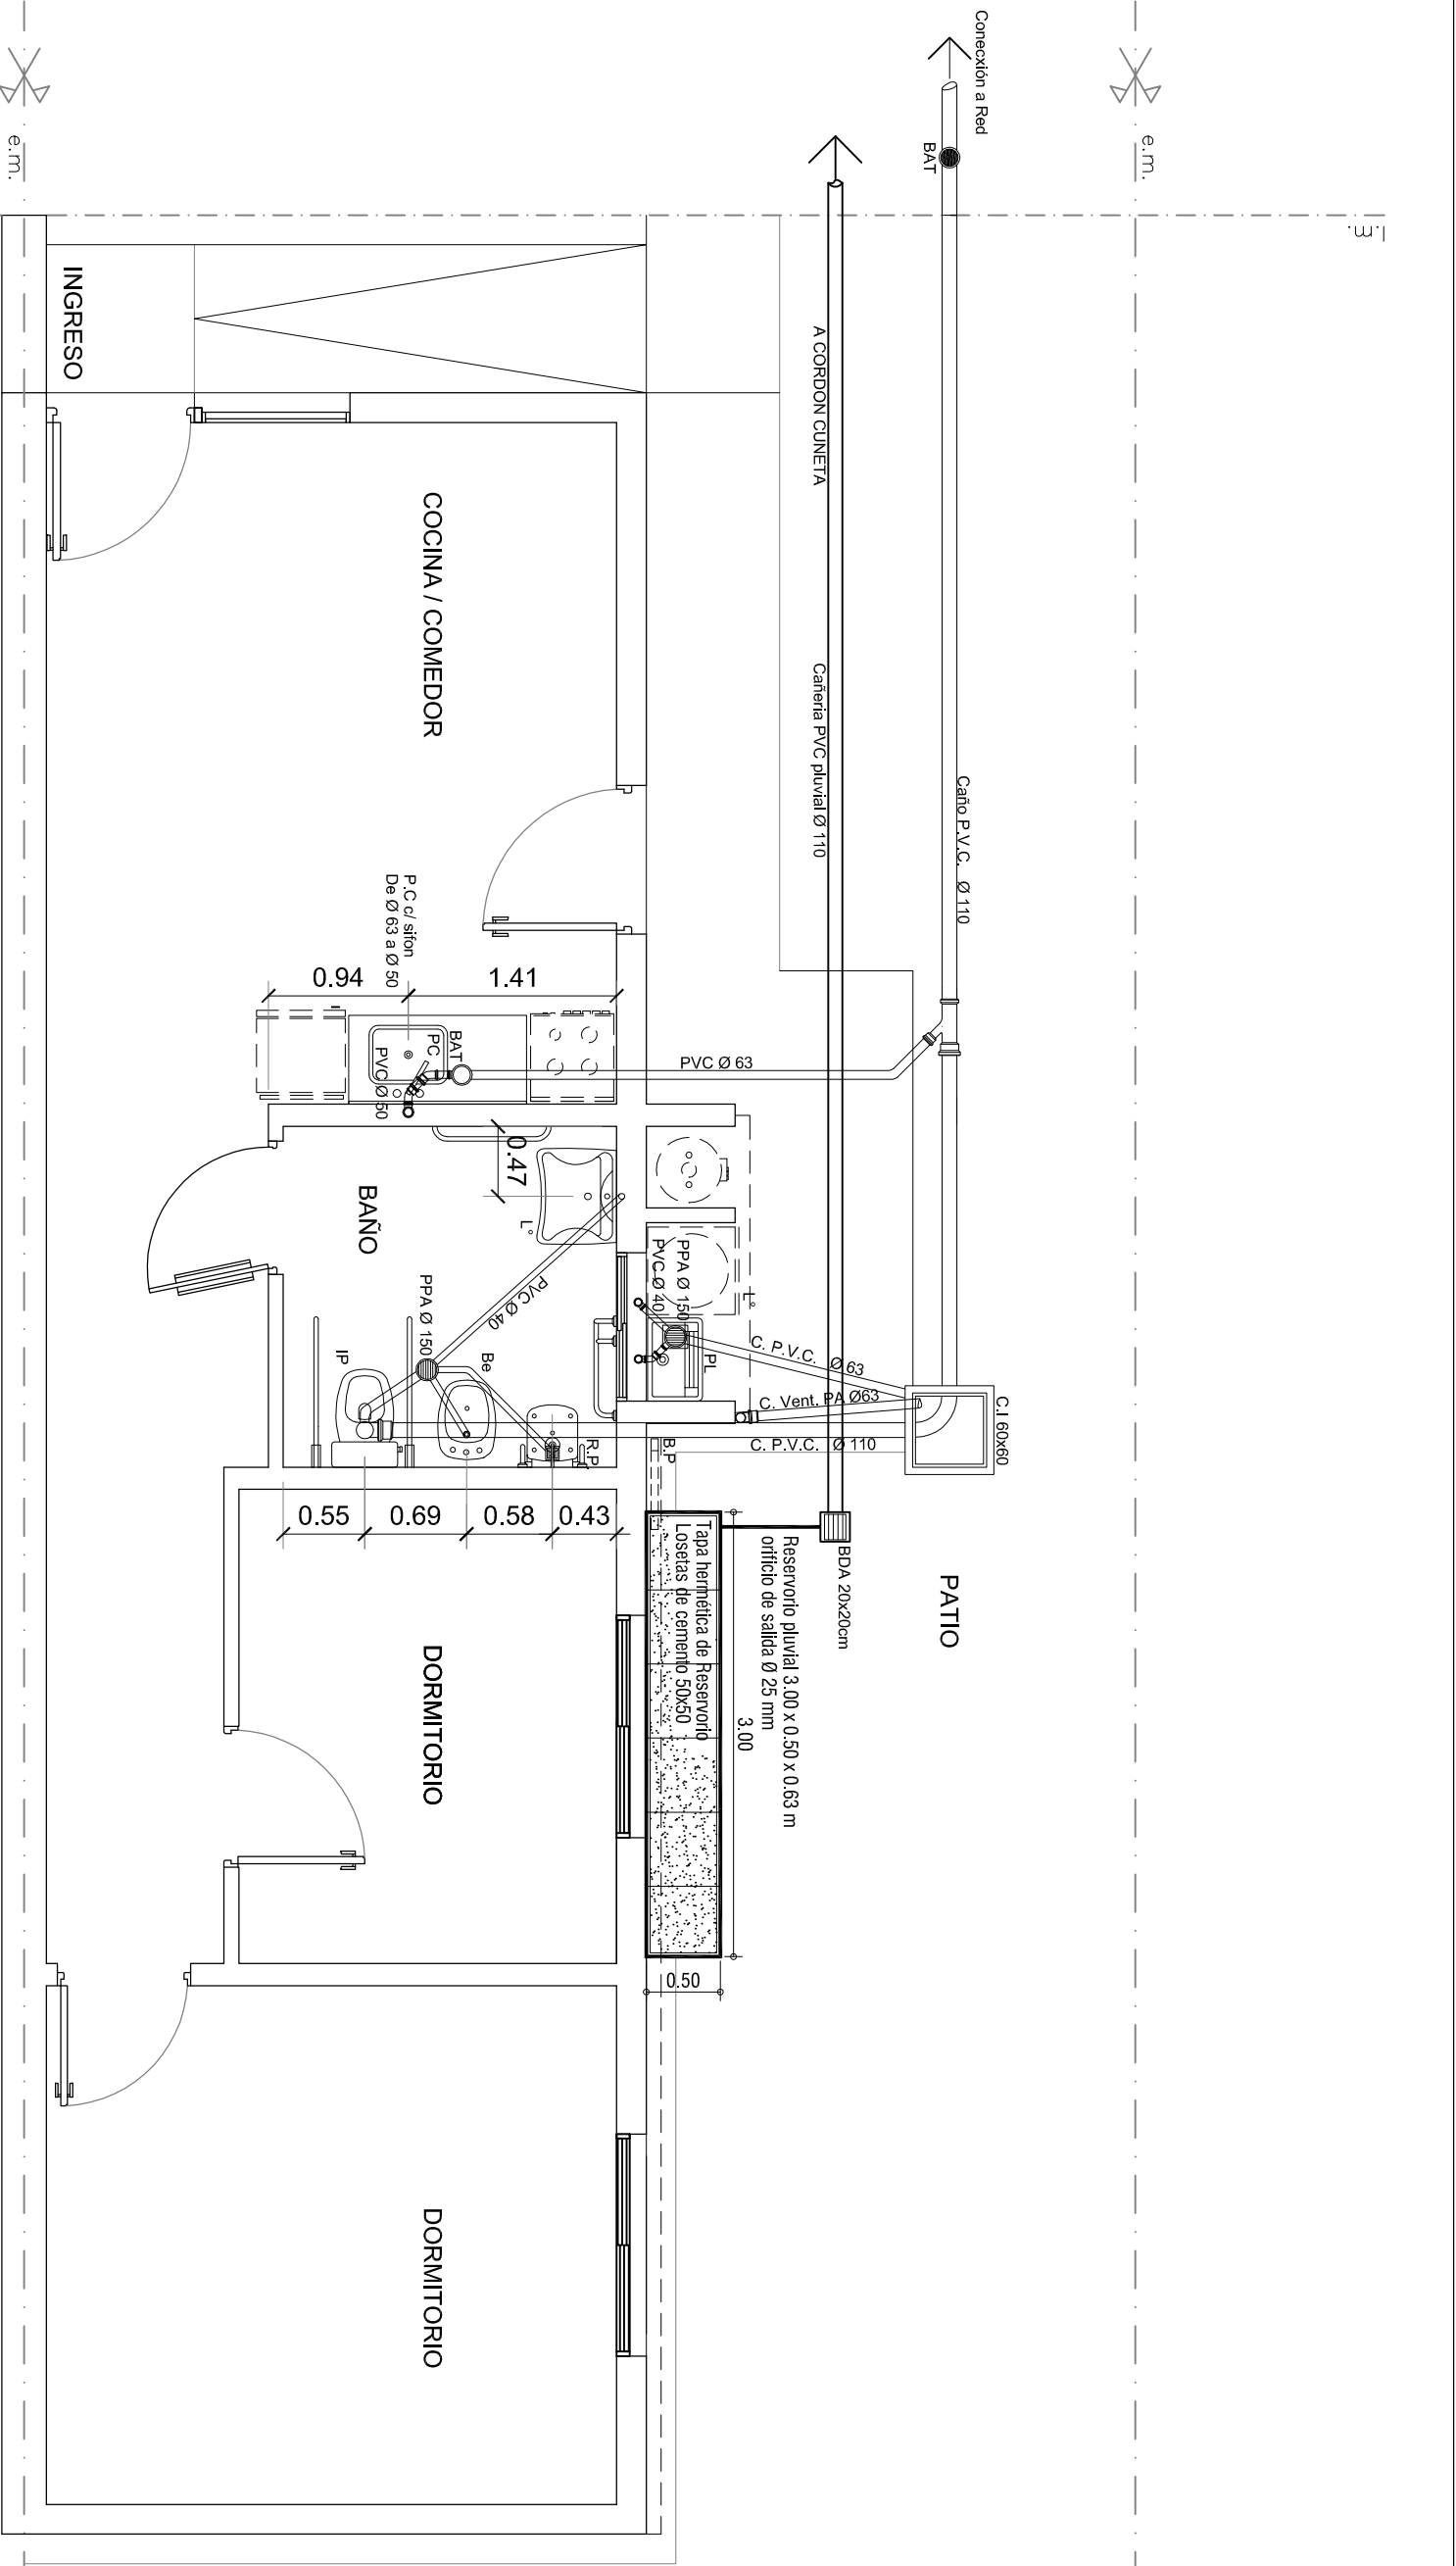 Conecxión a Red
BAT
e.m.
e.m.
l.m.
INGRESO
A CORDON CUNETA
Cañeria PVC pluvial Ø 110
Caño P.V.C. Ø 110
COCINA / COMEDOR
P.C c/ sifon
De Ø 63 a Ø 50
0.94
1.41
BAT
PC
PVC Ø 50
PVC Ø 63
0.47
L°
BAÑO
PVC Ø 40
PPA Ø 150
IP
Be
R.P
PPA Ø 150
PVC Ø 40
L°
PL
C. P.V.C. Ø 63
C. Vent. PA Ø63
C. P.V.C. Ø 110
C.I 60x60
B.P
0.55
0.69
0.58
0.43
BDA 20x20cm
PATIO
Reservorio pluvial 3.00 x 0.50 x 0.63 m
orificio de salida Ø 25 mm
3.00
Tapa hermética de Reservorio
Losetas de cemento 50x50
0.50
DORMITORIO
DORMITORIO